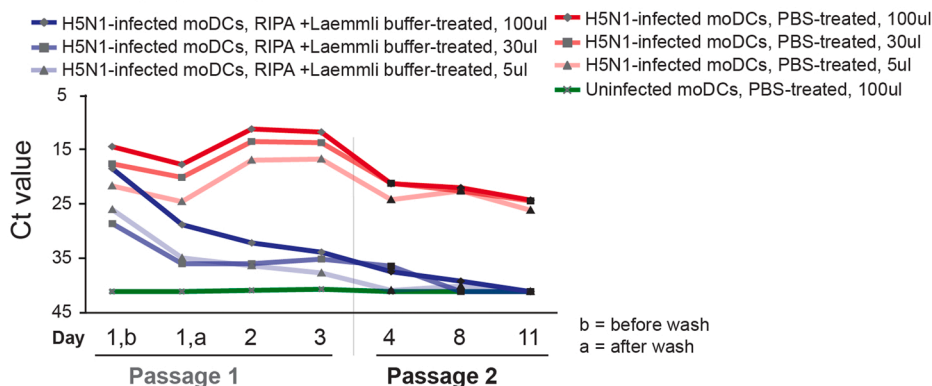 H5N1-infected moDCs, RIPA +Laemmli buffer-treated, 100ul
H5N1-infected moDCs, RIPA +Laemmli buffer-treated, 30ul
H5N1-infected moDCs, RIPA +Laemmli buffer-treated, 5ul
H5N1-infected moDCs, PBS-treated, 100ul
H5N1-infected moDCs, PBS-treated, 30ul
H5N1-infected moDCs, PBS-treated, 5ul
Uninfected moDCs, PBS-treated, 100ul
Ct value
5
15
25
35
45
Day 1,b 1,a 2 3 4 8 11
Passage 1 Passage 2
b = before wash
a = after wash